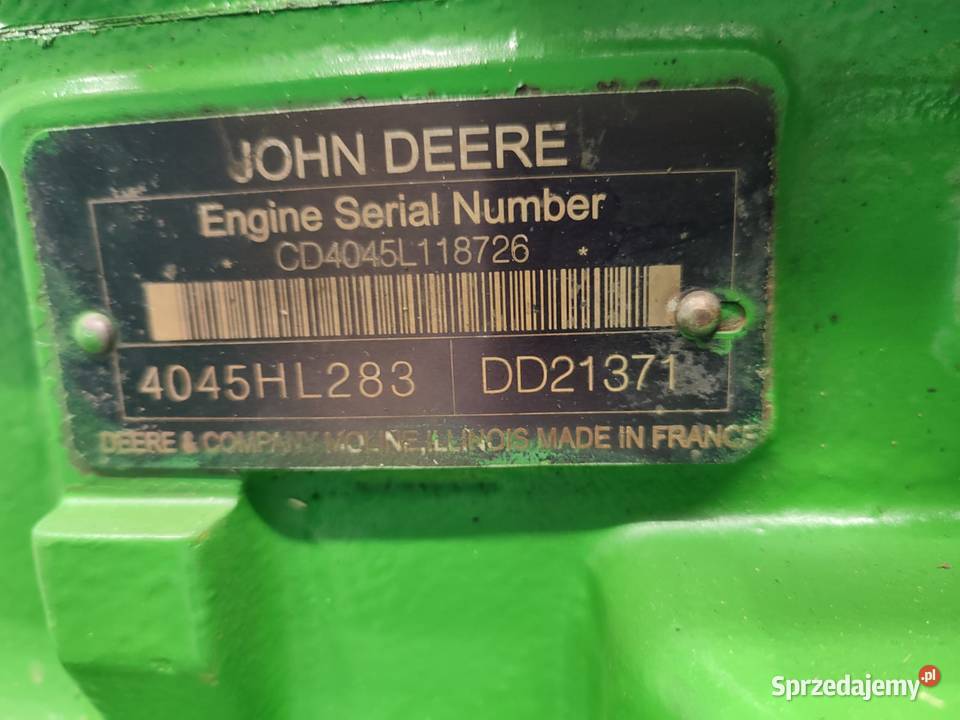 JOHN DEERE
Engine Serial Number
* CD4045L118726 *
4045HL283 DD21371
DEERE & COMPANY MOLINE, ILLINOIS MADE IN FRANCE
Sprzedajemy.pl